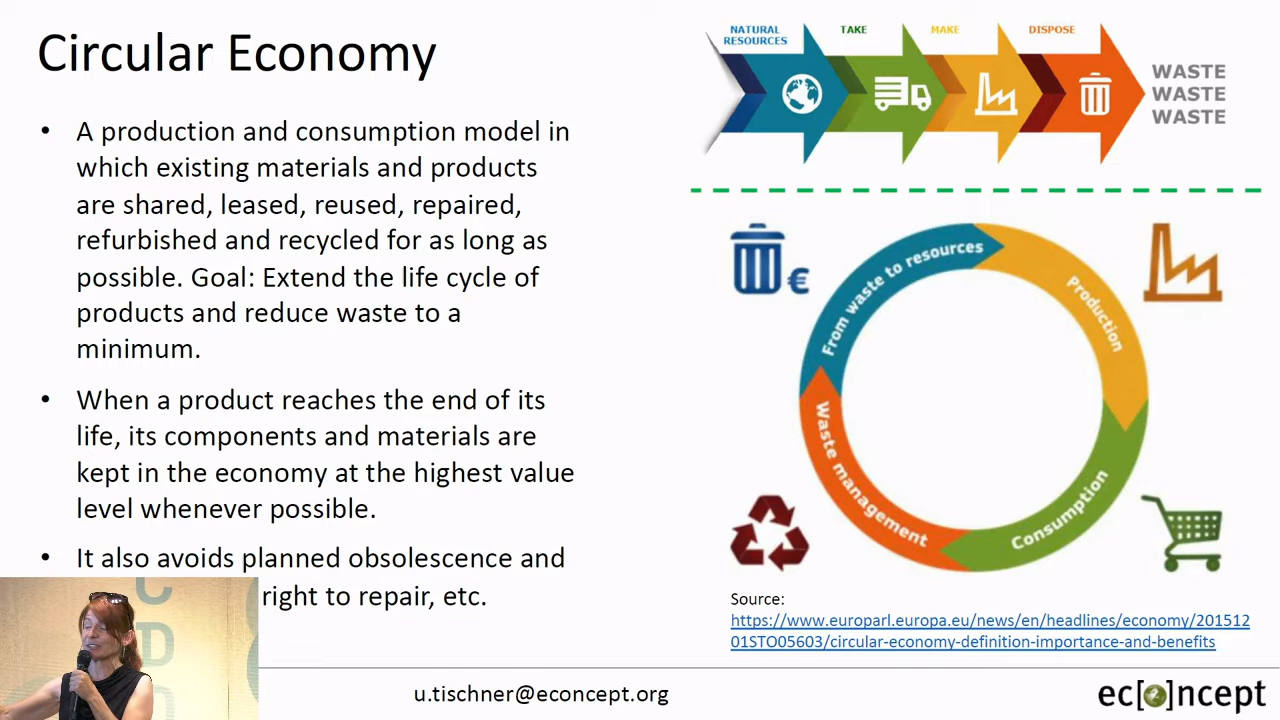 Circular Economy
• A production and consumption model in
which existing materials and products
are shared, leased, reused, repaired,
refurbished and recycled for as long as
possible. Goal: Extend the life cycle of
products and reduce waste to a
minimum.
• When a product reaches the end of its
life, its components and materials are
kept in the economy at the highest value
level whenever possible.
• It also avoids planned obsolescence and
right to repair, etc.
NATURAL
RESOURCES
TAKE
MAKE
DISPOSE
WASTE
WASTE
WASTE
€
From waste to resources
Production
Consumption
Waste management
Source:
https://www.europarl.europa.eu/news/en/headlines/economy/201512
01STO05603/circular-economy-definition-importance-and-benefits
C
D
u.tischner@econcept.org
ec[2]ncept